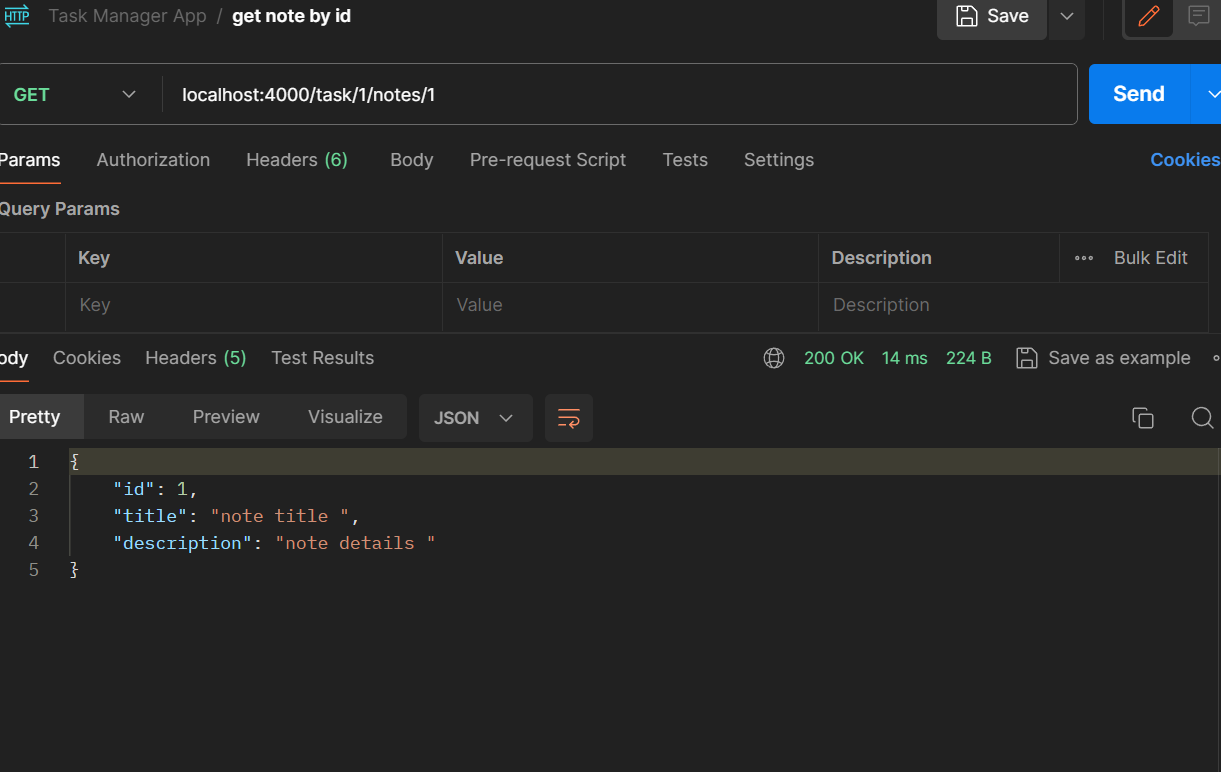 HTTP Task Manager App / get note by id Save
GET localhost:4000/task/1/notes/1 Send
Params Authorization Headers (6) Body Pre-request Script Tests Settings Cookies
Query Params
Key Value Description Bulk Edit
Key Value Description
ody Cookies Headers (5) Test Results 200 OK 14 ms 224 B Save as example
Pretty Raw Preview Visualize JSON
1 {
2 "id": 1,
3 "title": "note title ",
4 "description": "note details "
5 }